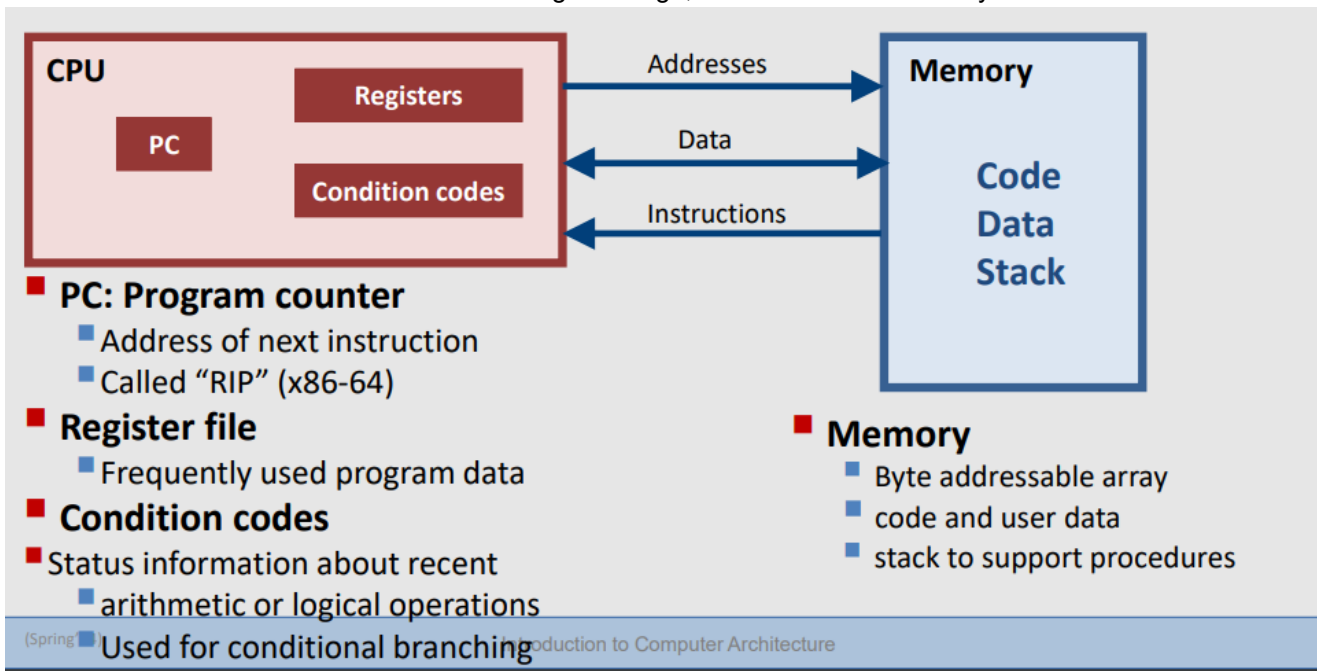 CPU
Registers
PC
Condition codes
Addresses
Data
Instructions
Memory
Code
Data
Stack
PC: Program counter
Address of next instruction
Called “RIP” (x86-64)
Register file
Frequently used program data
Condition codes
Status information about recent
arithmetic or logical operations
Used for conditional branching
Memory
Byte addressable array
code and user data
stack to support procedures
(Spring
to Computer Architecture